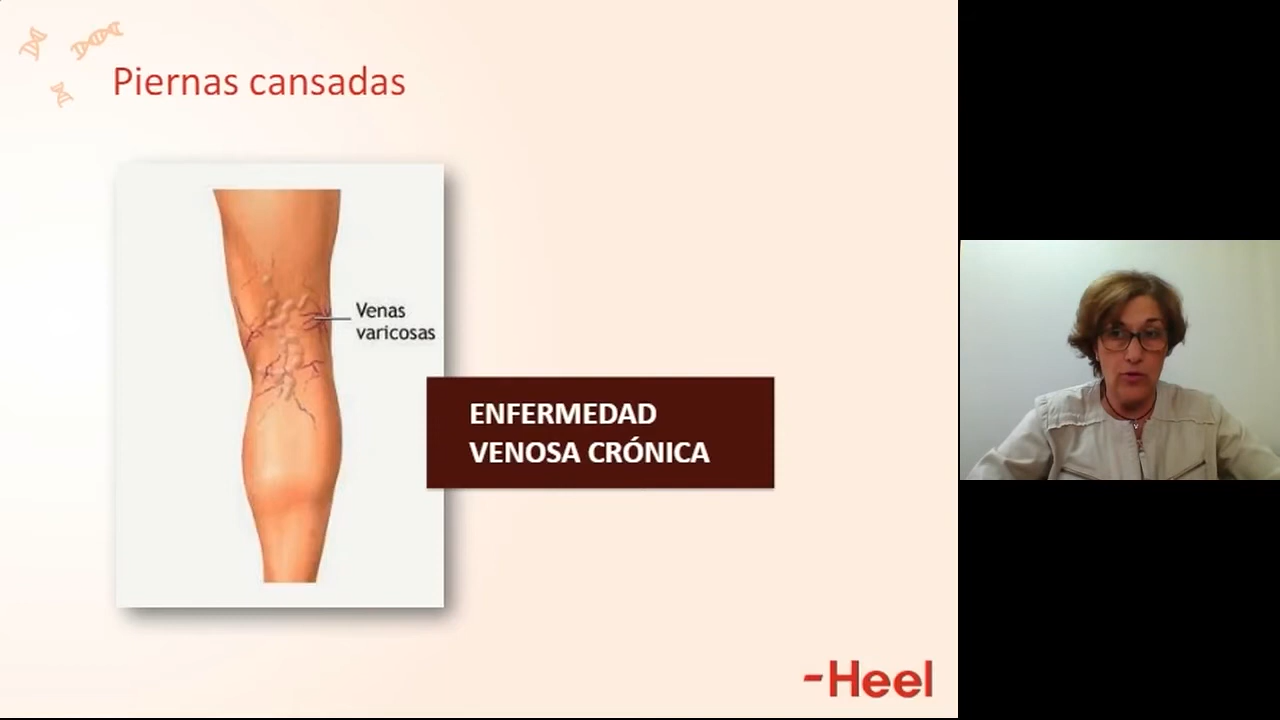 Piernas cansadas
Venas
varicosas
ENFERMEDAD
VENOSA CRÓNICA
-Heel